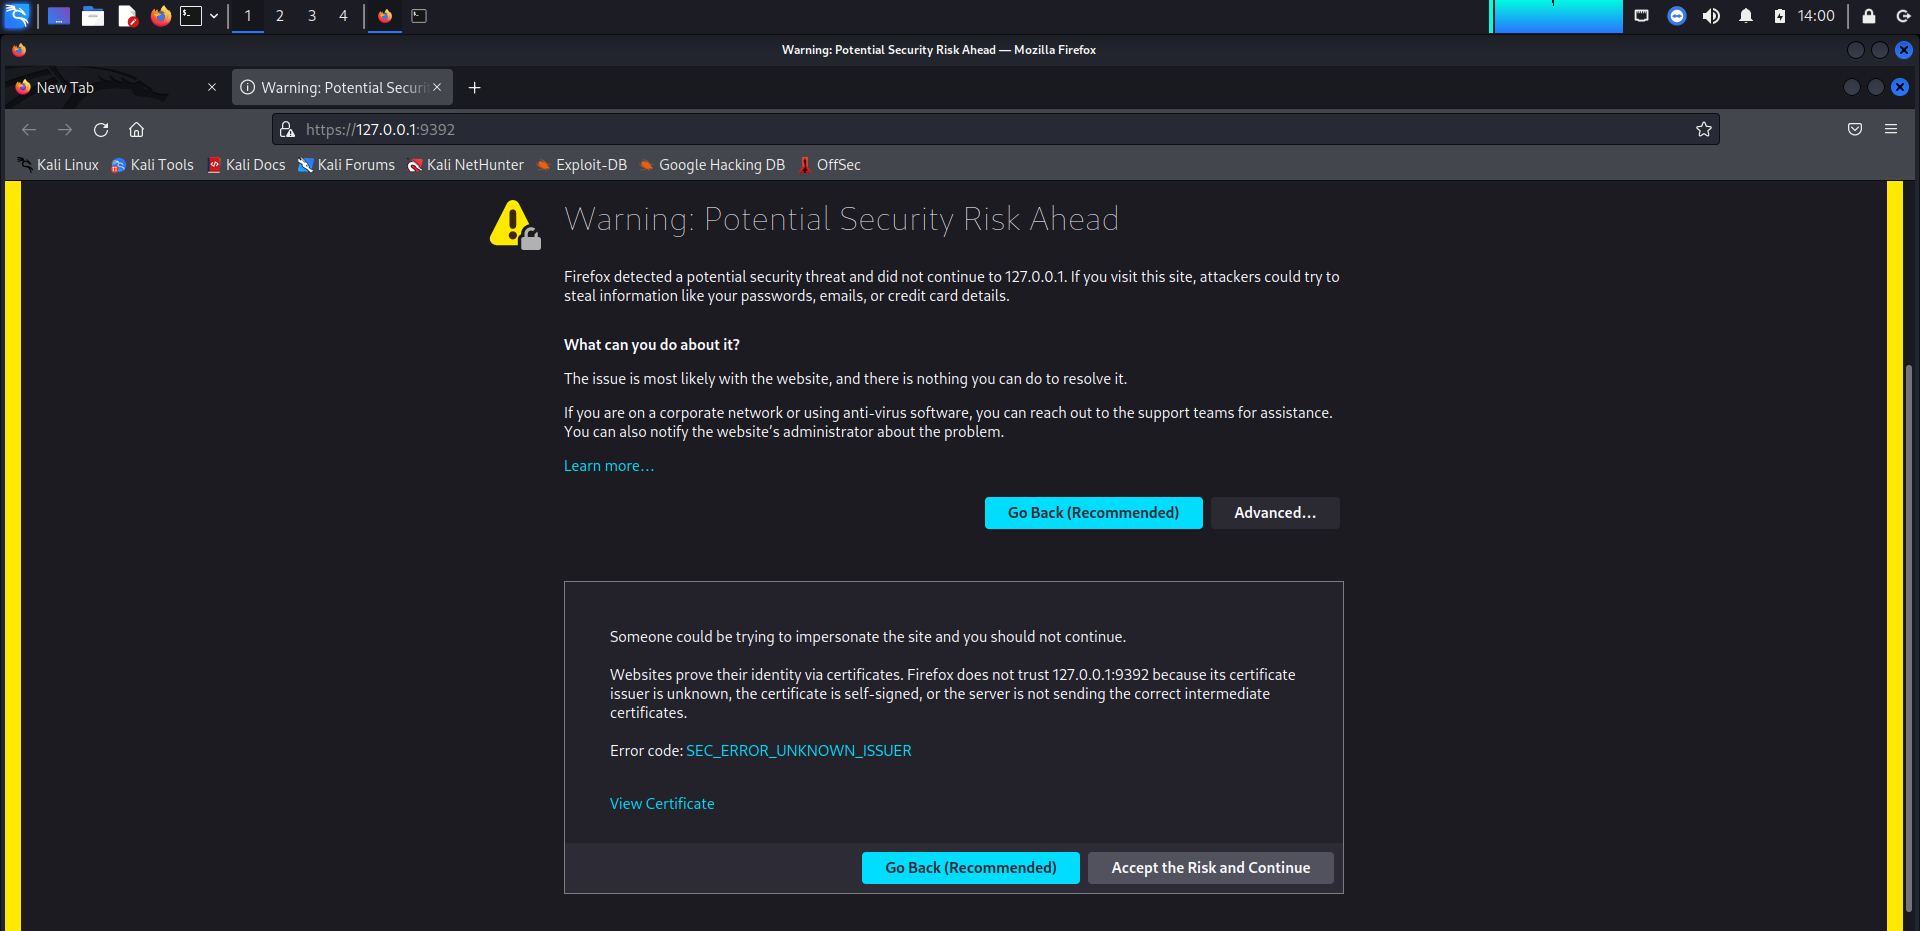 1 2 3 4 14:00
Warning: Potential Security Risk Ahead — Mozilla Firefox
New Tab
Warning: Potential Securi
https://127.0.0.1:9392
Kali Linux Kali Tools Kali Docs Kali Forums Kali NetHunter Exploit-DB Google Hacking DB OffSec
Warning: Potential Security Risk Ahead
Firefox detected a potential security threat and did not continue to 127.0.0.1. If you visit this site, attackers could try to
steal information like your passwords, emails, or credit card details.
What can you do about it?
The issue is most likely with the website, and there is nothing you can do to resolve it.
If you are on a corporate network or using anti-virus software, you can reach out to the support teams for assistance.
You can also notify the website’s administrator about the problem.
Learn more…
Go Back (Recommended) Advanced…
Someone could be trying to impersonate the site and you should not continue.
Websites prove their identity via certificates. Firefox does not trust 127.0.0.1:9392 because its certificate
issuer is unknown, the certificate is self-signed, or the server is not sending the correct intermediate
certificates.
Error code: SEC_ERROR_UNKNOWN_ISSUER
View Certificate
Go Back (Recommended) Accept the Risk and Continue